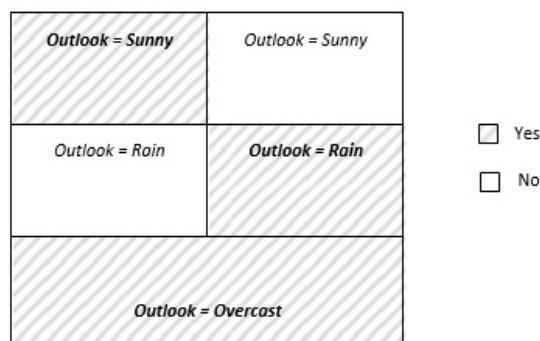 Outlook = Sunny
Outlook = Sunny
Outlook = Rain
Outlook = Rain
Outlook = Overcast
Yes
No